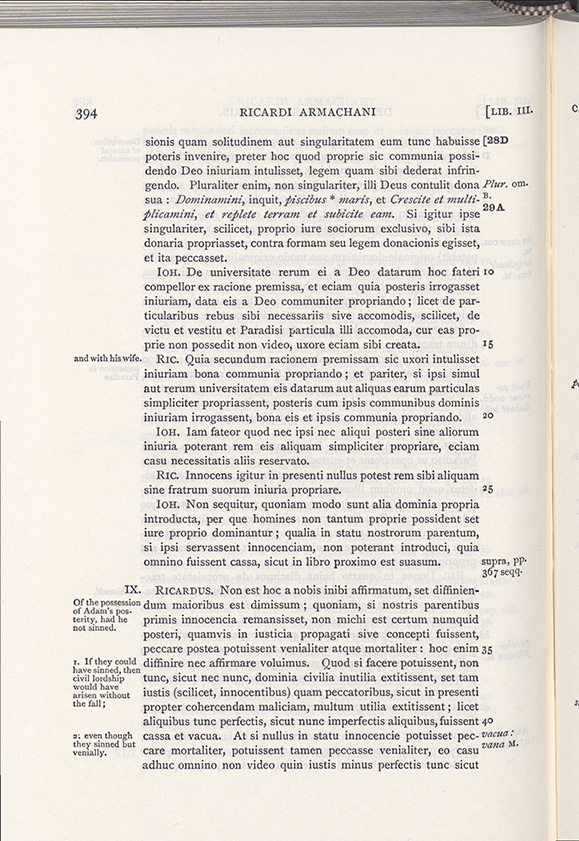 394 RICARDI ARMACHANI [LIB. III.
sionis quam solitudinem aut singularitatem eum tunc habuisse [28D
poteris invenire, preter hoc quod proprie sic communia possi-
dendo Deo iniuriam intulisset, legem quam sibi dederat infrin-
gendo. Pluraliter enim, non singulariter, illi Deus contulit dona Plur. om.
sua : Dominamini, inquit, piscibus * maris, et Crescite et multi- B.
plicamini, et replete terram et subicite eam. Si igitur ipse 29A
singulariter, scilicet, proprio iure sociorum exclusivo, sibi ista
donaria propriasset, contra formam seu legem donacionis egisset,
et ita peccasset.
IOH. De universitate rerum ei a Deo datarum hoc fateri 10
compellor ex racione premissa, et eciam quia posteris irrogasset
iniuriam, data eis a Deo communiter propriando ; licet de par-
ticularibus rebus sibi necessariis sive accomodis, scilicet, de
victu et vestitu et Paradisi particula illi accomoda, cur eas pro-
prie non possedit non video, uxore eciam sibi creata. 15
and with his wife. RIC. Quia secundum racionem premissam sic uxori intulisset
iniuriam bona communia propriando ; et pariter, si ipsi simul
aut rerum universitatem eis datarum aut aliquas earum particulas
simpliciter propriassent, posteris cum ipsis communibus dominis
iniuriam irrogassent, bona eis et ipsis communia propriando. 20
IOH. Iam fateor quod nec ipsi nec aliqui posteri sine aliorum
iniuria poterant rem eis aliquam simpliciter propriare, eciam
casu necessitatis aliis reservato.
RIC. Innocens igitur in presenti nullus potest rem sibi aliquam
sine fratrum suorum iniuria propriare. 25
IOH. Non sequitur, quoniam modo sunt alia dominia propria
introducta, per que homines non tantum proprie possident set
iure proprio dominantur ; qualia in statu nostrorum parentum,
si ipsi servassent innocenciam, non poterant introduci, quia
omnino fuissent cassa, sicut in libro proximo est suasum. supra, pp.
367 seqq.
IX. RICARDUS. Non est hoc a nobis inibi affirmatum, set diffinien-
Of the possession of Adam's pos-
terity, had he
not sinned.
dum maioribus est dimissum ; quoniam, si nostris parentibus
primis innocencia remansisset, non michi est certum numquid
posteri, quamvis in iusticia propagati sive concepti fuissent,
peccare postea potuissent venialiter atque mortaliter : hoc enim 35
1. If they could
have sinned, then
civil lordship
would have
arisen without
the fall ;
diffinire nec affirmare voluimus. Quod si facere potuissent, non
tunc, sicut nec nunc, dominia civilia inutilia extitissent, set tam
iustis (scilicet, innocentibus) quam peccatoribus, sicut in presenti
propter cohercendam maliciam, multum utilia extitissent ; licet
aliquibus tunc perfectis, sicut nunc imperfectis aliquibus, fuissent 40
2. even though
they sinned but
venially.
cassa et vacua. At si nullus in statu innocencie potuisset pec- vacua :
care mortaliter, potuissent tamen peccasse venialiter, eo casu vana M.
adhuc omnino non video quin iustis minus perfectis tunc sicut